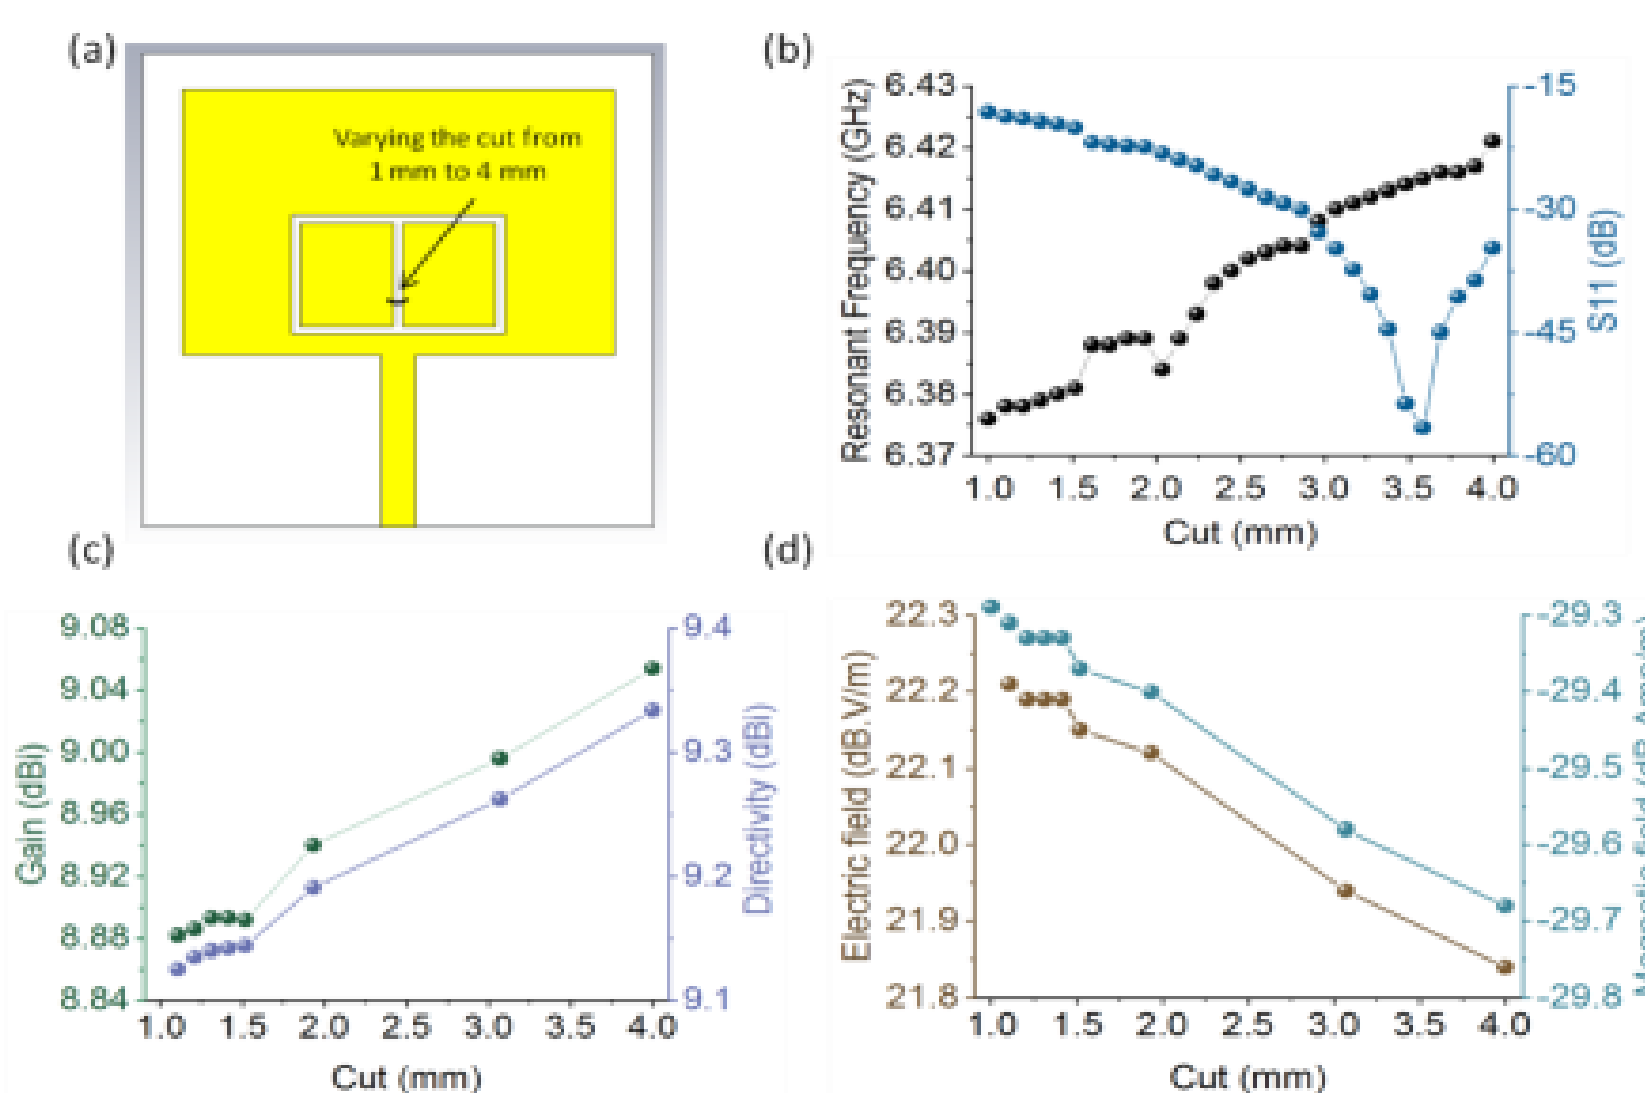 (a)
Varying the cut from
1 mm to 4 mm
(b)
Resonant Frequency (GHz)
6.43
6.42
6.41
6.40
6.39
6.38
6.37
-15
-30
-45
-60
S11 (dB)
1.0 1.5 2.0 2.5 3.0 3.5 4.0
Cut (mm)
(c)
Gain (dBi)
9.08
9.04
9.00
8.96
8.92
8.88
8.84
9.4
9.3
9.2
9.1
Directivity (dBi)
1.0 1.5 2.0 2.5 3.0 3.5 4.0
Cut (mm)
(d)
Electric field (dB.V/m)
22.3
22.2
22.1
22.0
21.9
21.8
-29.3
-29.4
-29.5
-29.6
-29.7
-29.8
1.0 1.5 2.0 2.5 3.0 3.5 4.0
Cut (mm)